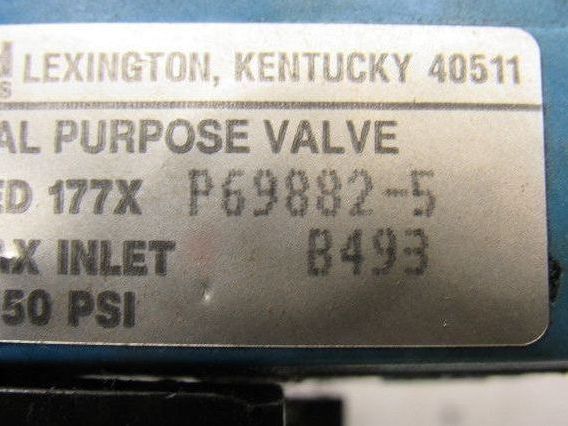 N
S LEXINGTON, KENTUCKY 40511
AL PURPOSE VALVE
ED 177X P69882-5
AX INLET B493
50 PSI